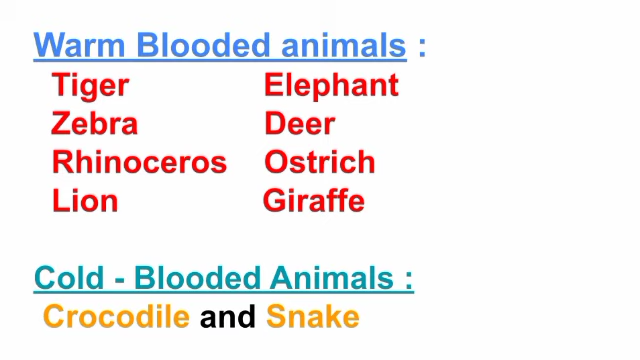 Warm Blooded animals :
Tiger Elephant
Zebra Deer
Rhinoceros Ostrich
Lion Giraffe
Cold - Blooded Animals :
Crocodile and Snake